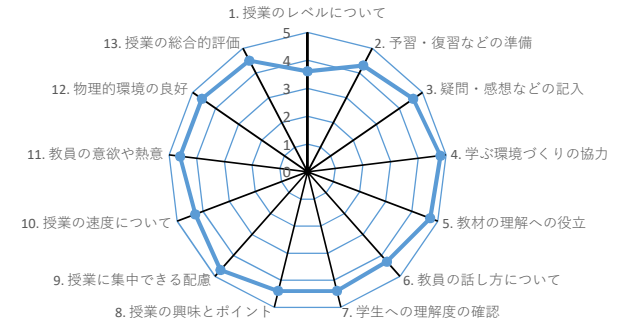 1. 授業のレベルについて
2. 予習・復習などの準備
3. 疑問・感想などの記入
4. 学ぶ環境づくりの協力
5. 教材の理解への役立
6. 教員の話し方について
7. 学生への理解度の確認
8. 授業の興味とポイント
9. 授業に集中できる配慮
10. 授業の速度について
11. 教員の意欲や熱意
12. 物理的環境の良好
13. 授業の総合的評価
5
4
3
2
1
0